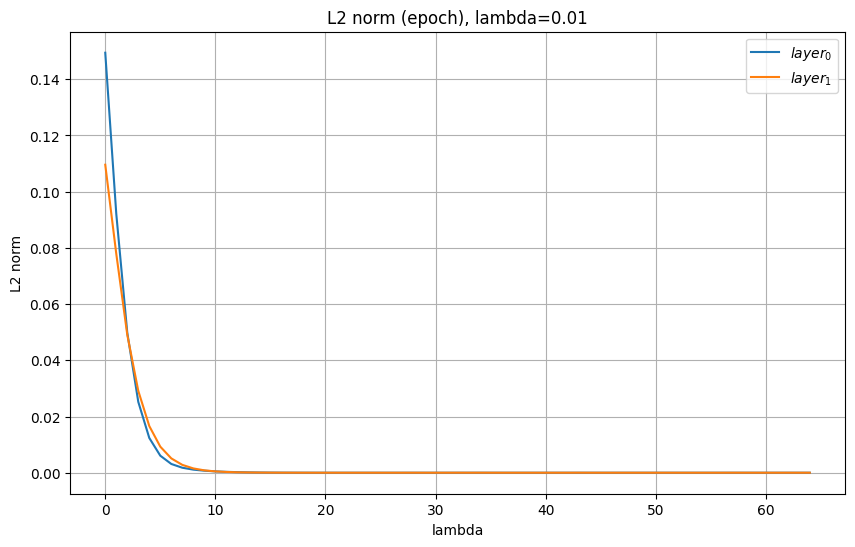 L2 norm (epoch), lambda=0.01
layer0
layer1
L2 norm
0.14
0.12
0.10
0.08
0.06
0.04
0.02
0.00
0 10 20 30 40 50 60
lambda